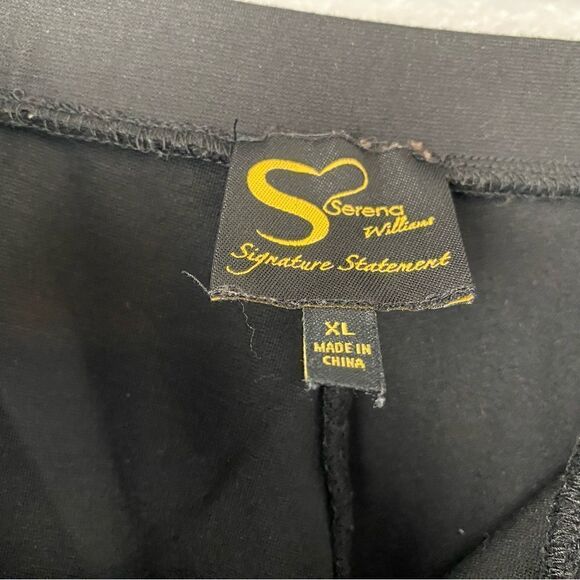 Serena
Williams
Signature Statement
XL
MADE IN
CHINA